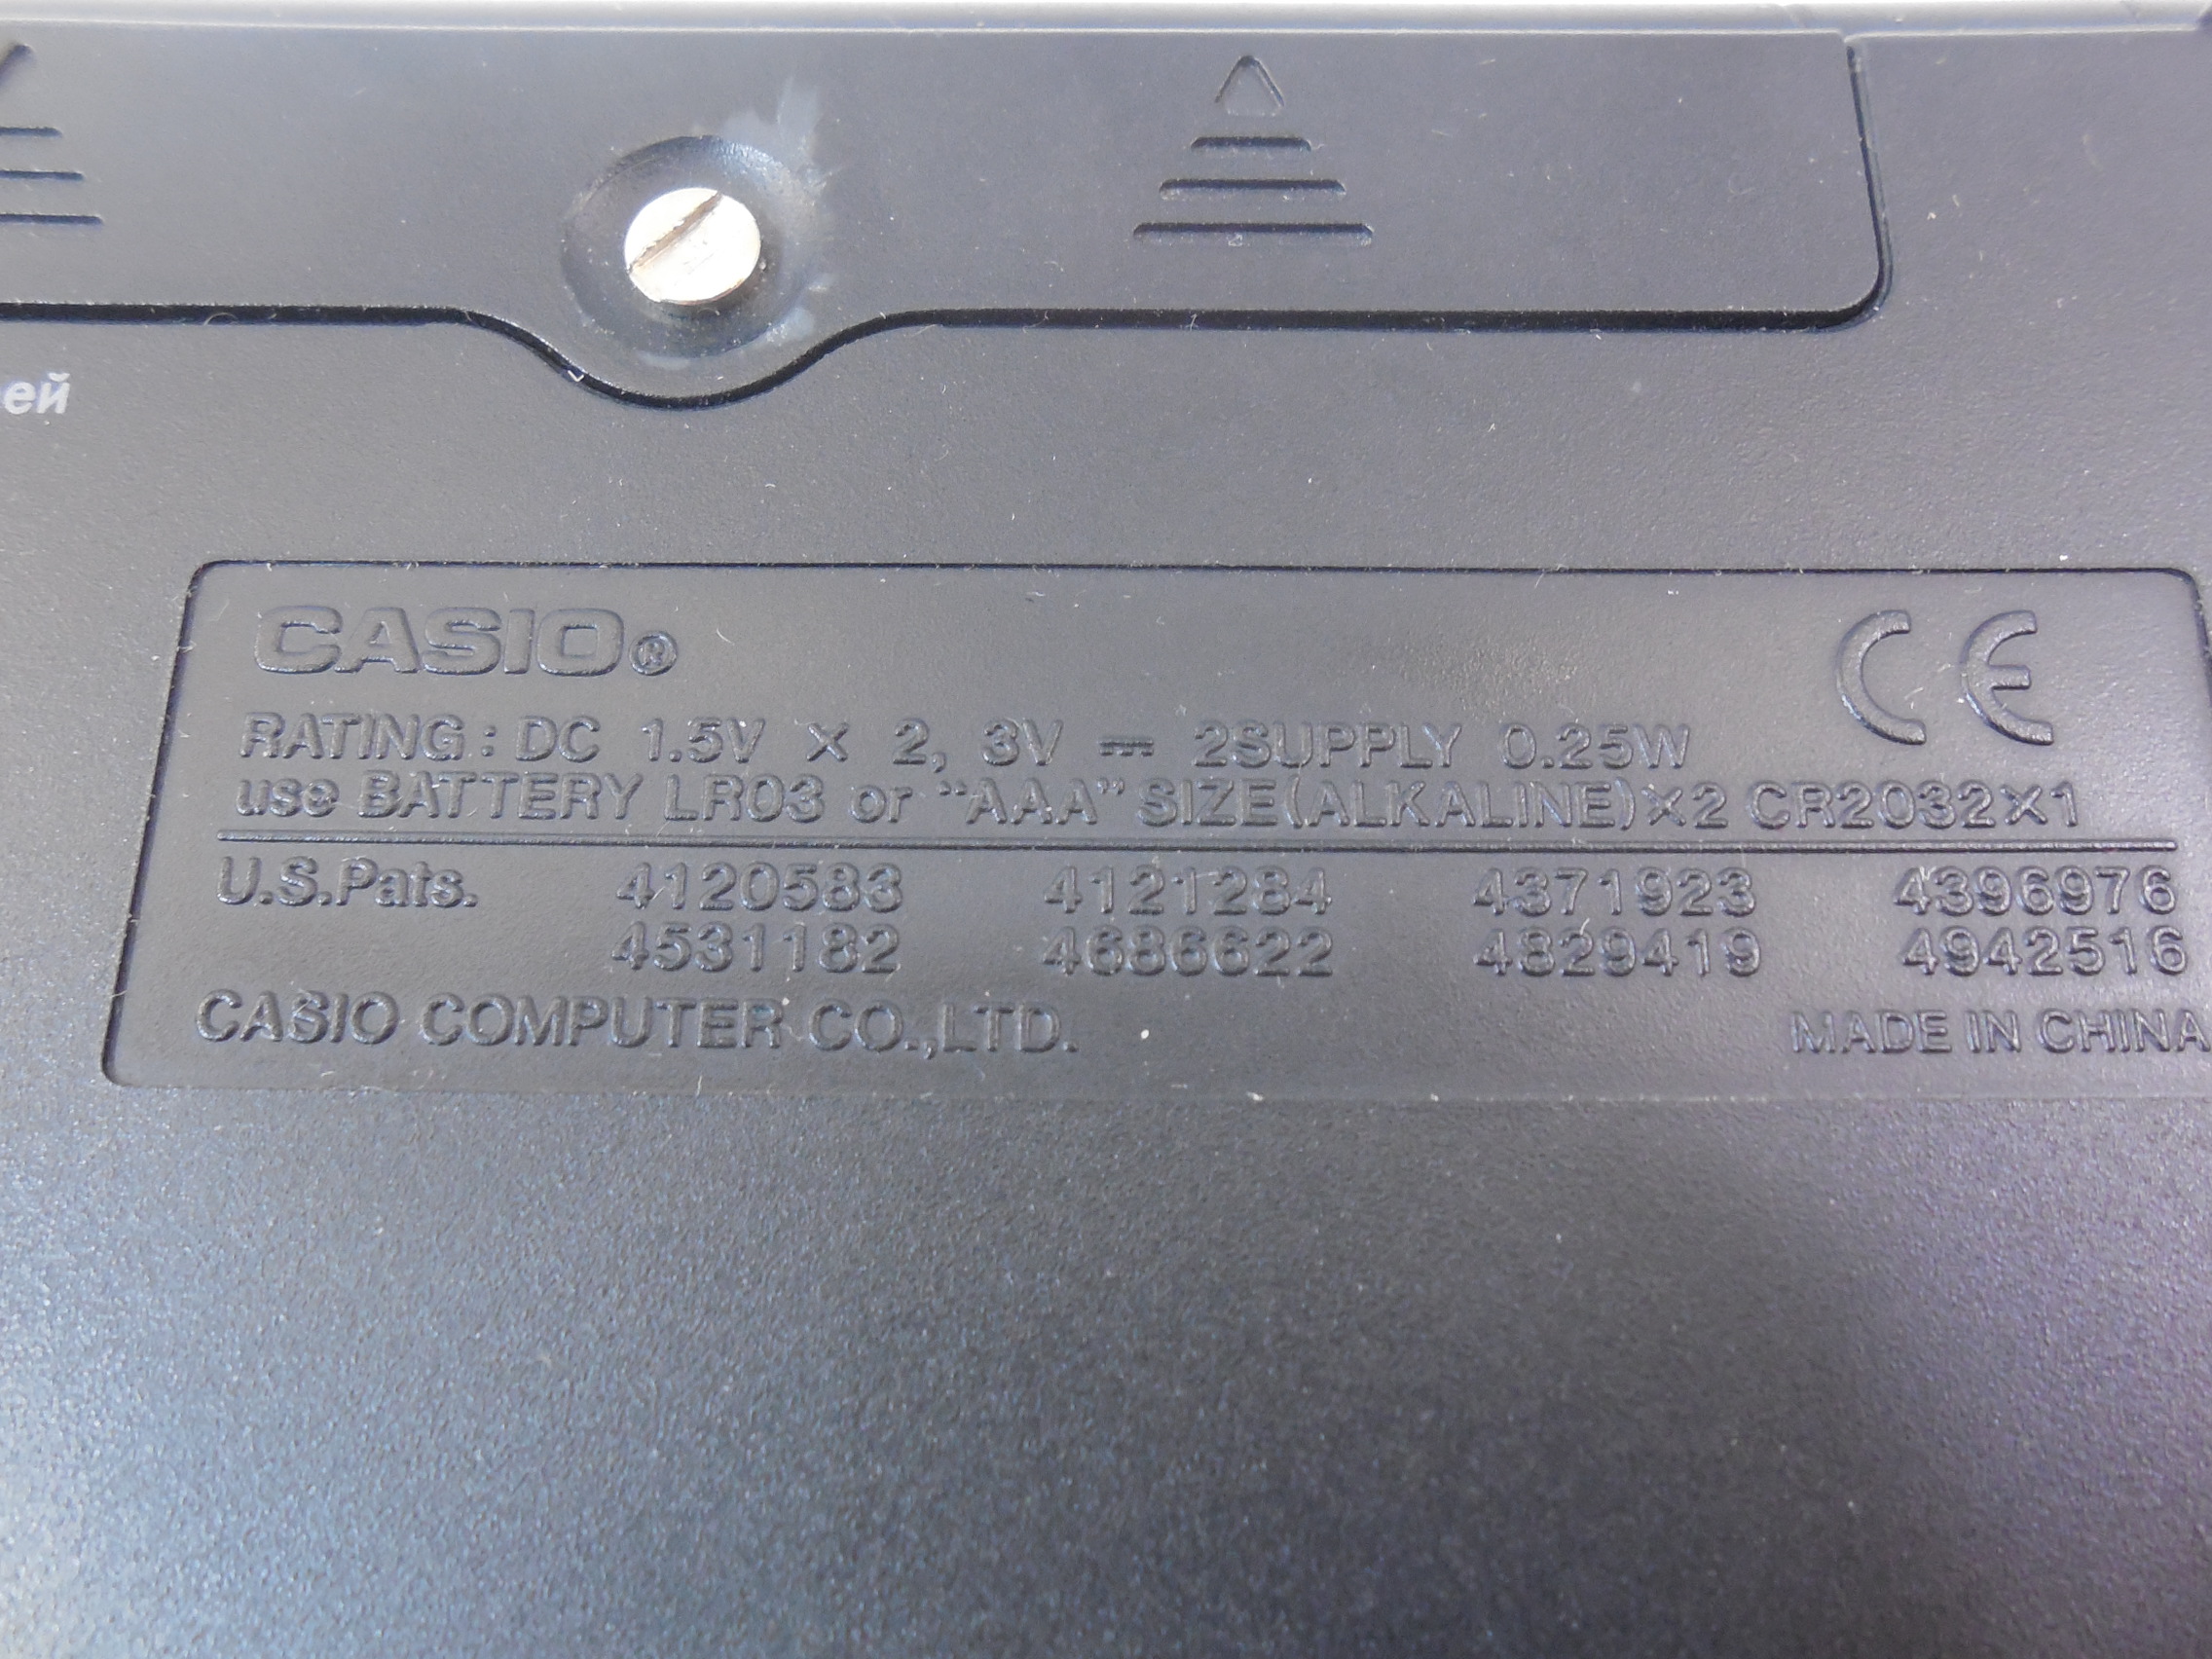 ей
CASIO®
RATING : DC 1.5V × 2, 3V ⎓ 2SUPPLY 0.25W
use BATTERY LR03 or "AAA" SIZE(ALKALINE)×2 CR2032×1
U.S.Pats. 4120583 4121284 4371923 4396976
4531182 4686622 4829419 4942516
CASIO COMPUTER CO.,LTD. MADE IN CHINA
CE